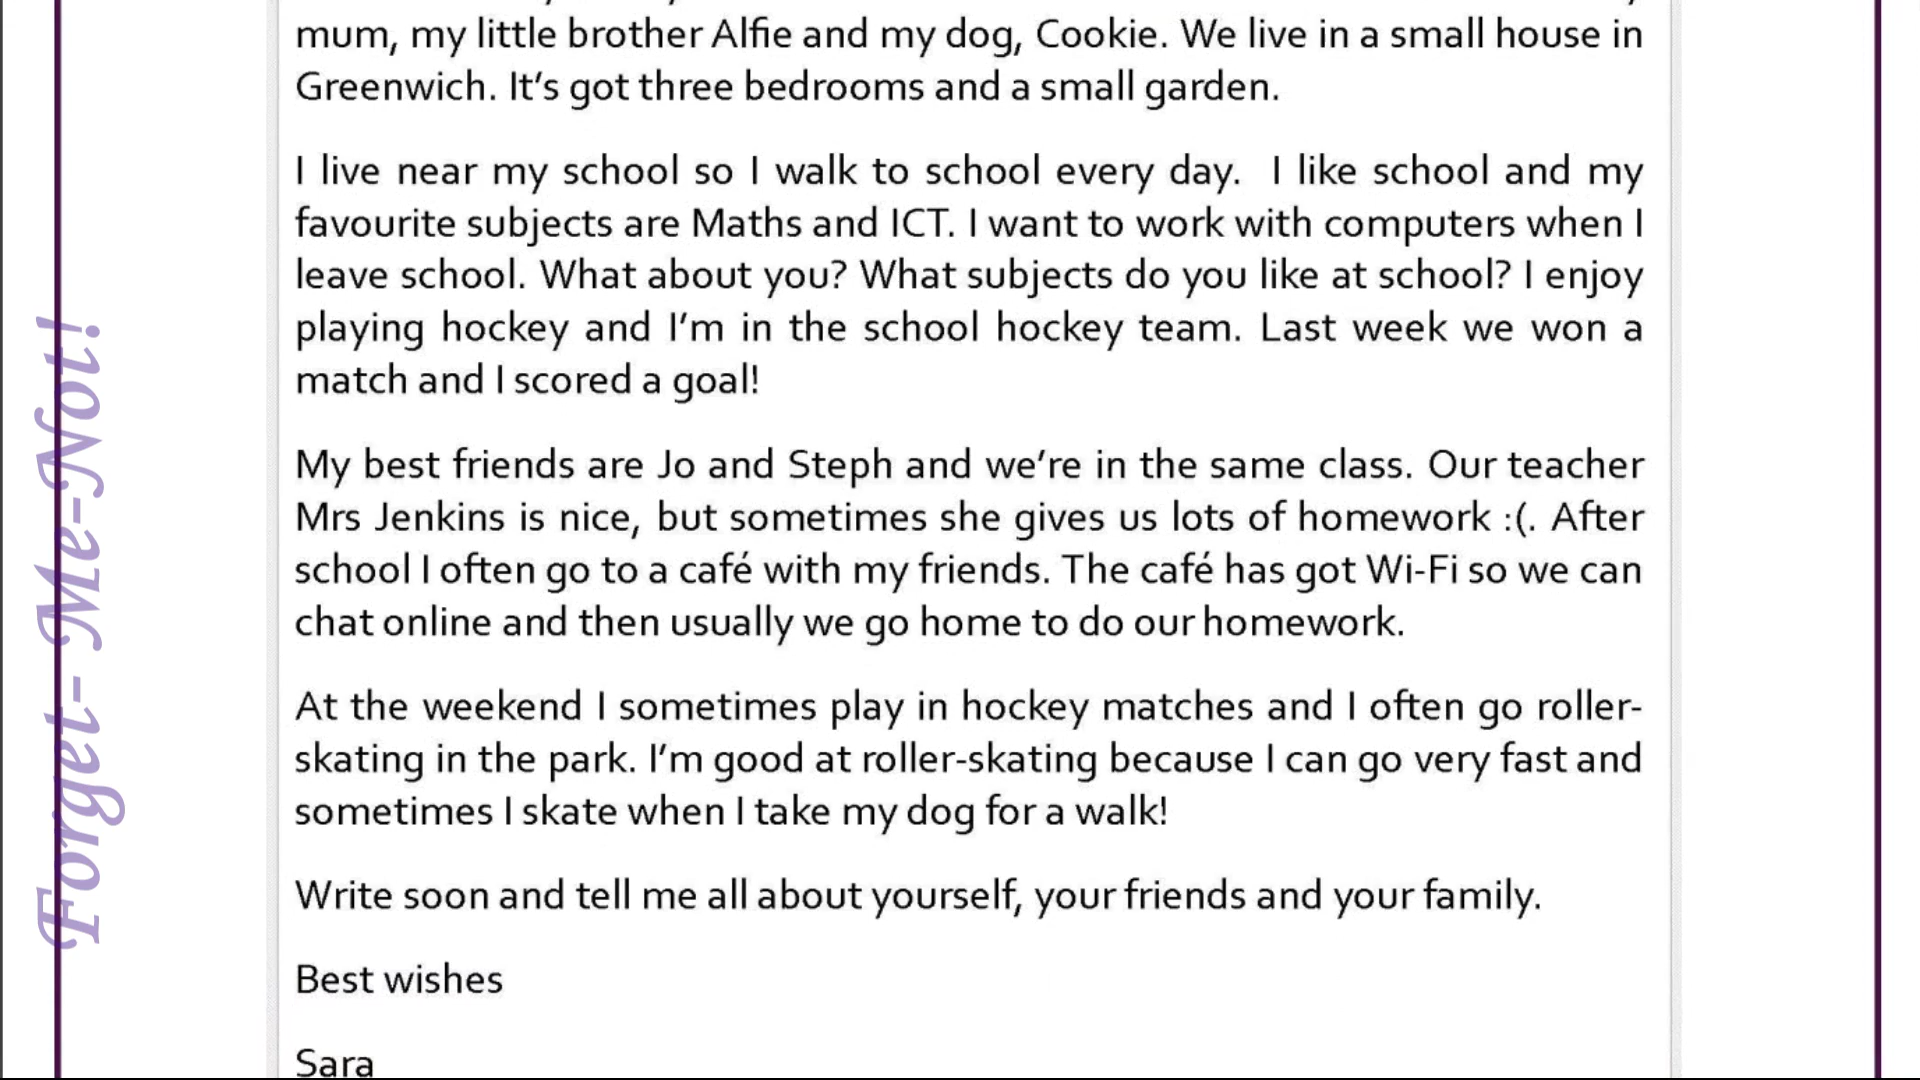 mum, my little brother Alfie and my dog, Cookie. We live in a small house in
Greenwich. It’s got three bedrooms and a small garden.
I live near my school so I walk to school every day. I like school and my
favourite subjects are Maths and ICT. I want to work with computers when I
leave school. What about you? What subjects do you like at school? I enjoy
playing hockey and I’m in the school hockey team. Last week we won a
match and I scored a goal!
My best friends are Jo and Steph and we’re in the same class. Our teacher
Mrs Jenkins is nice, but sometimes she gives us lots of homework :(. After
school I often go to a café with my friends. The café has got Wi-Fi so we can
chat online and then usually we go home to do our homework.
At the weekend I sometimes play in hockey matches and I often go roller-
skating in the park. I’m good at roller-skating because I can go very fast and
sometimes I skate when I take my dog for a walk!
Write soon and tell me all about yourself, your friends and your family.
Best wishes
Sara
Forget- Me-Not!